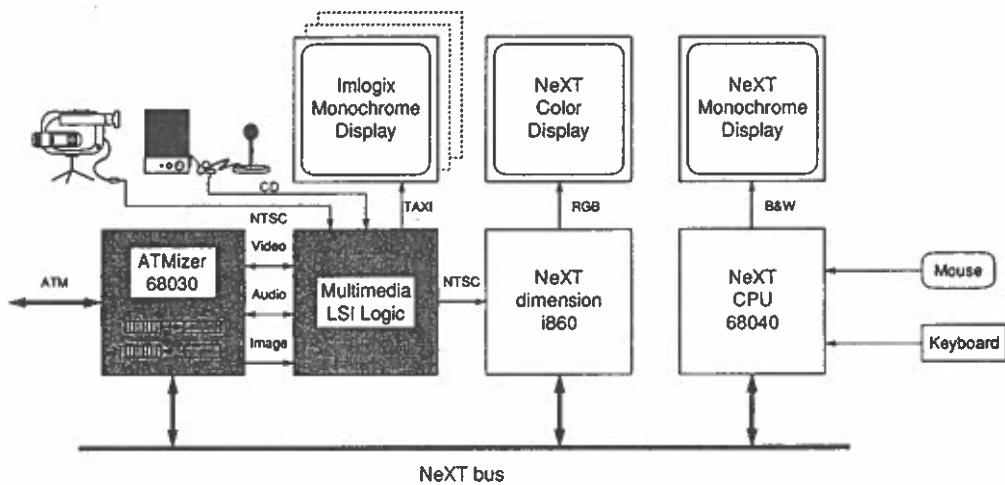 Imlogix
Monochrome
Display
NeXT
Color
Display
NeXT
Monochrome
Display
CD
TAXI
RGB
B&W
NTSC
Video
Audio
Image
ATM
ATMizer
68030
Multimedia
LSI Logic
NTSC
NeXT
dimension
i860
NeXT
CPU
68040
Mouse
Keyboard
NeXT bus